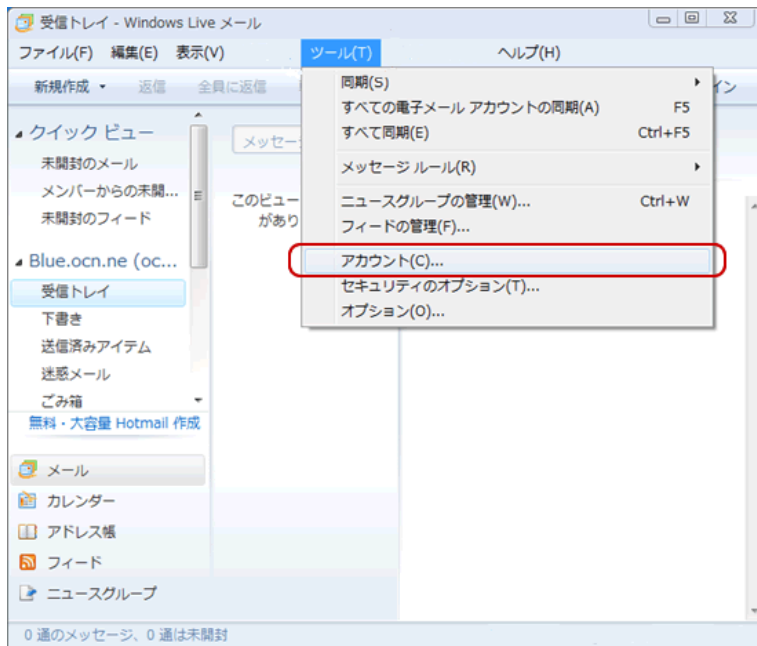 受信トレイ - Windows Live メール
ファイル(F) 編集(E) 表示(V) ツール(T) ヘルプ(H)
新規作成 返信 全員に返信 イン
同期(S)
すべての電子メール アカウントの同期(A) F5
すべて同期(E) Ctrl+F5
メッセージ ルール(R)
ニュースグループの管理(W)... Ctrl+W
フィードの管理(F)...
アカウント(C)...
セキュリティのオプション(T)...
オプション(O)...
クイック ビュー
未開封のメール
メンバーからの未開...
未開封のフィード
Blue.ocn.ne (oc...
受信トレイ
下書き
送信済みアイテム
迷惑メール
ごみ箱
無料・大容量 Hotmail 作成
メッセー
このビュー
があり
メール
カレンダー
アドレス帳
フィード
ニュースグループ
0 通のメッセージ、0 通は未開封